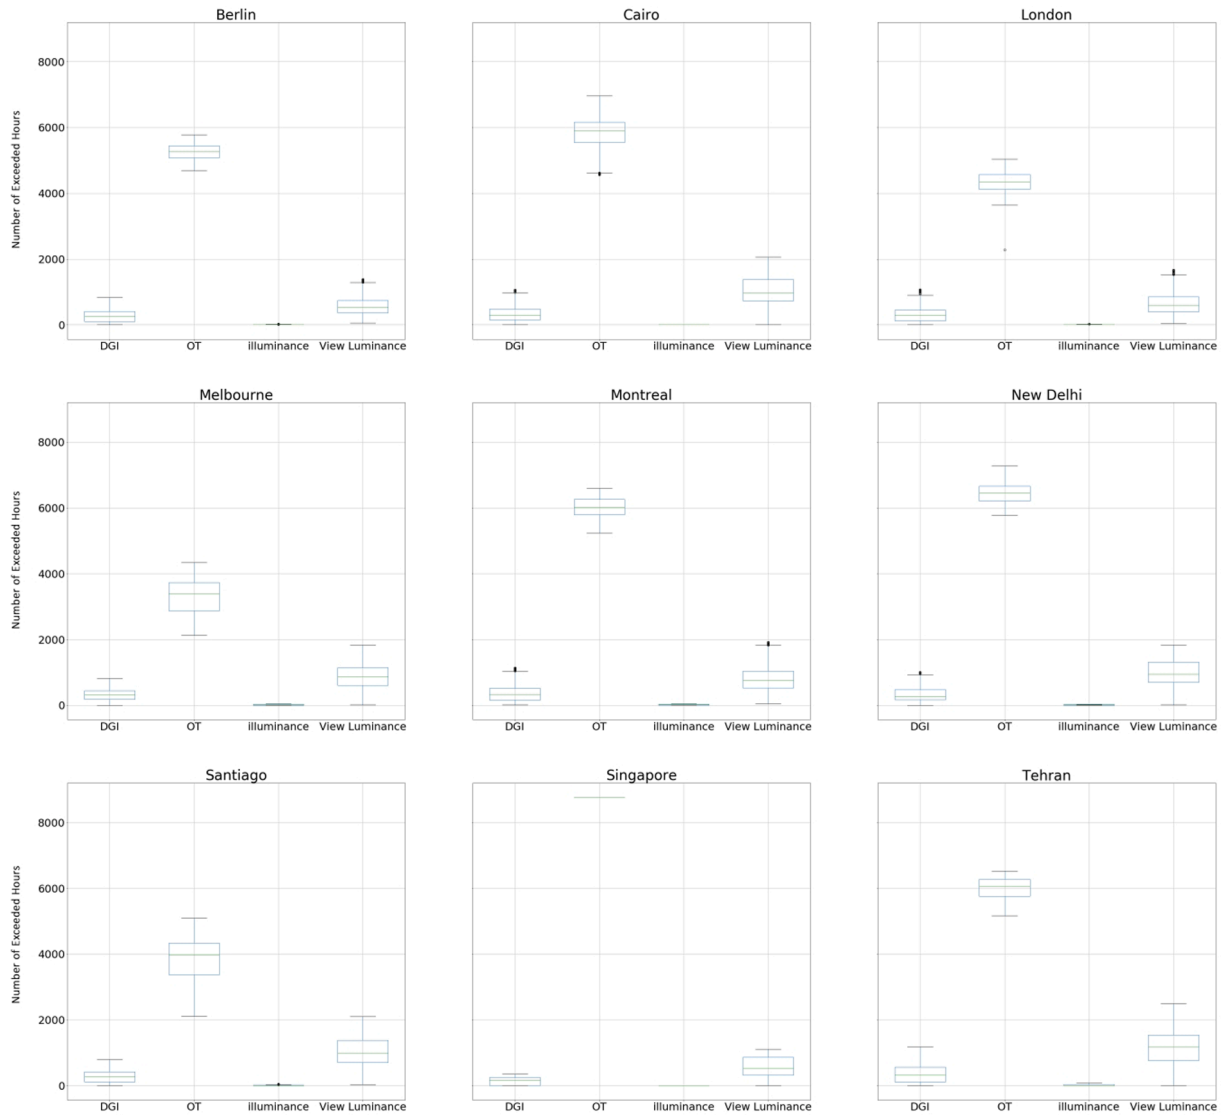 Berlin
Cairo
London
Number of Exceeded Hours
8000
6000
4000
2000
0
DGI OT illuminance View Luminance
DGI OT illuminance View Luminance
DGI OT illuminance View Luminance
Melbourne
Montreal
New Delhi
Number of Exceeded Hours
8000
6000
4000
2000
0
DGI OT illuminance View Luminance
DGI OT illuminance View Luminance
DGI OT illuminance View Luminance
Santiago
Singapore
Tehran
Number of Exceeded Hours
8000
6000
4000
2000
0
DGI OT illuminance View Luminance
DGI OT illuminance View Luminance
DGI OT illuminance View Luminance